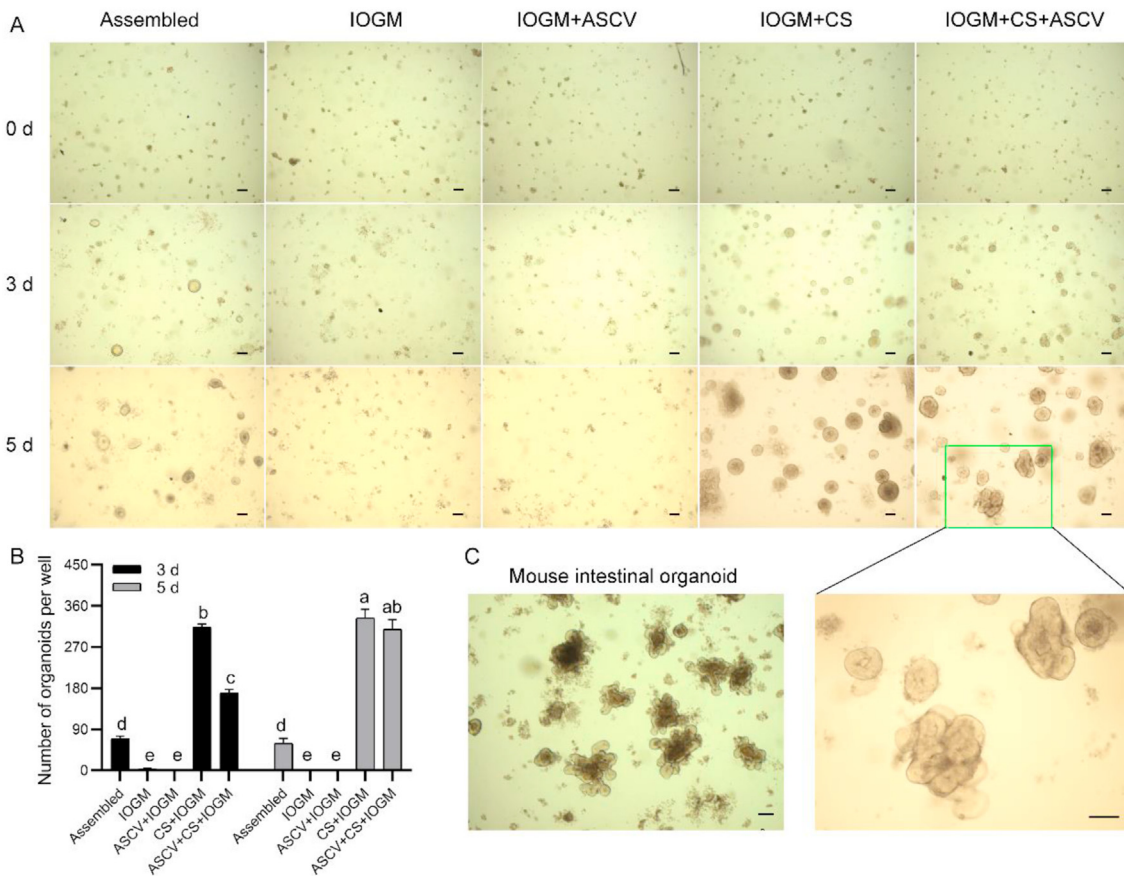 A
Assembled
IOGM
IOGM+ASCV
IOGM+CS
IOGM+CS+ASCV
0 d
3 d
5 d
B
Number of organoids per well
450
360
270
180
90
0
3 d
5 d
d
e
e
b
c
d
e
e
a
ab
Assembled
IOGM
ASCV+IOGM
CS+IOGM
ASCV+CS+IOGM
Assembled
IOGM
ASCV+IOGM
CS+IOGM
ASCV+CS+IOGM
C
Mouse intestinal organoid